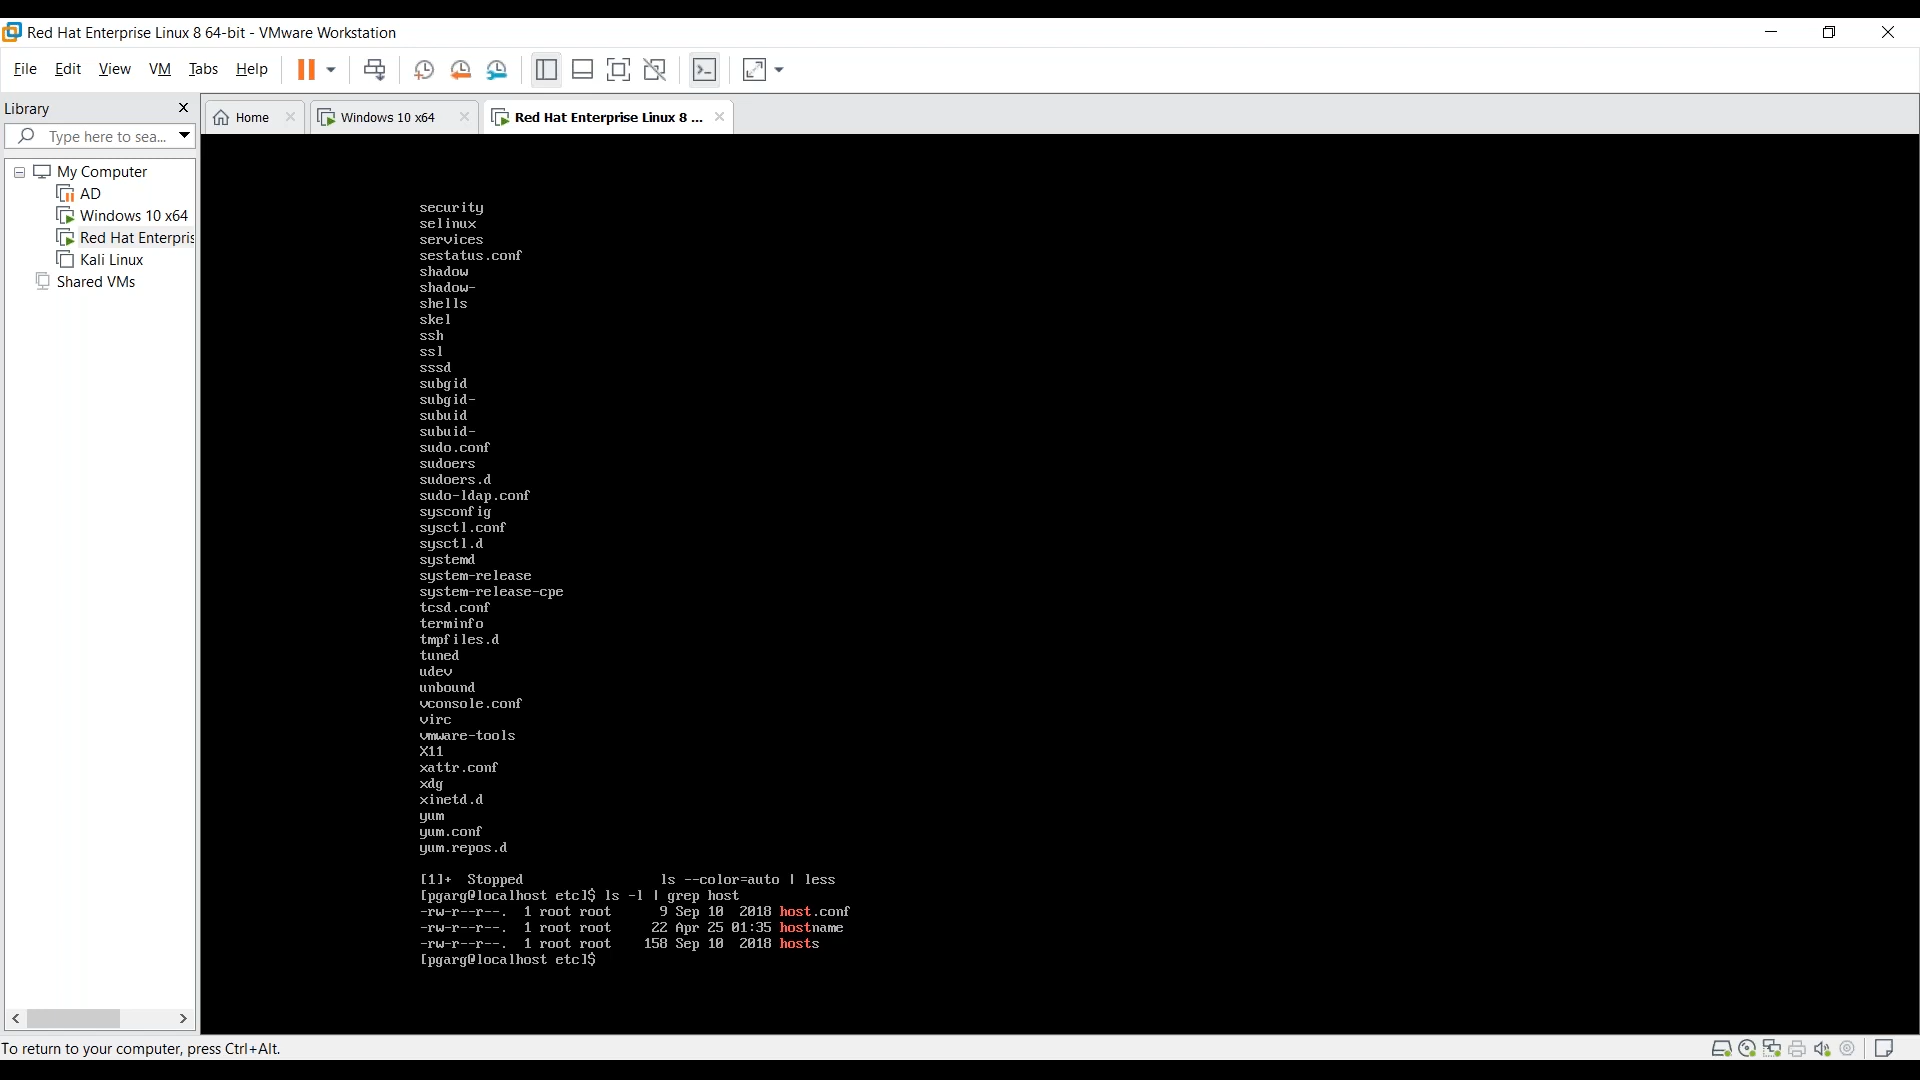 Red Hat Enterprise Linux 8 64-bit - VMware Workstation
File Edit View VM Tabs Help
Library
Type here to sea...
Home
Windows 10 x64
Red Hat Enterprise Linux 8 ...
My Computer
AD
Windows 10 x64
Red Hat Enterpris
Kali Linux
Shared VMs
security
selinux
services
sestatus.conf
shadow
shadow-
shells
skel
ssh
ssl
sssd
subgid
subgid-
subuid
subuid-
sudo.conf
sudoers
sudoers.d
sudo-ldap.conf
sysconfig
sysctl.conf
sysctl.d
systemd
system-release
system-release-cpe
tcsd.conf
terminfo
tmpfiles.d
tuned
udev
unbound
vconsole.conf
virc
vmware-tools
X11
xattr.conf
xdg
xinetd.d
yum
yum.conf
yum.repos.d
[1]+  Stopped                 ls --color=auto | less
[pgarg@localhost etc]$ ls -l | grep host
-rw-r--r--.  1 root root      9 Sep 10  2018 host.conf
-rw-r--r--.  1 root root     22 Apr 25 01:35 hostname
-rw-r--r--.  1 root root    158 Sep 10  2018 hosts
[pgarg@localhost etc]$
To return to your computer, press Ctrl+Alt.